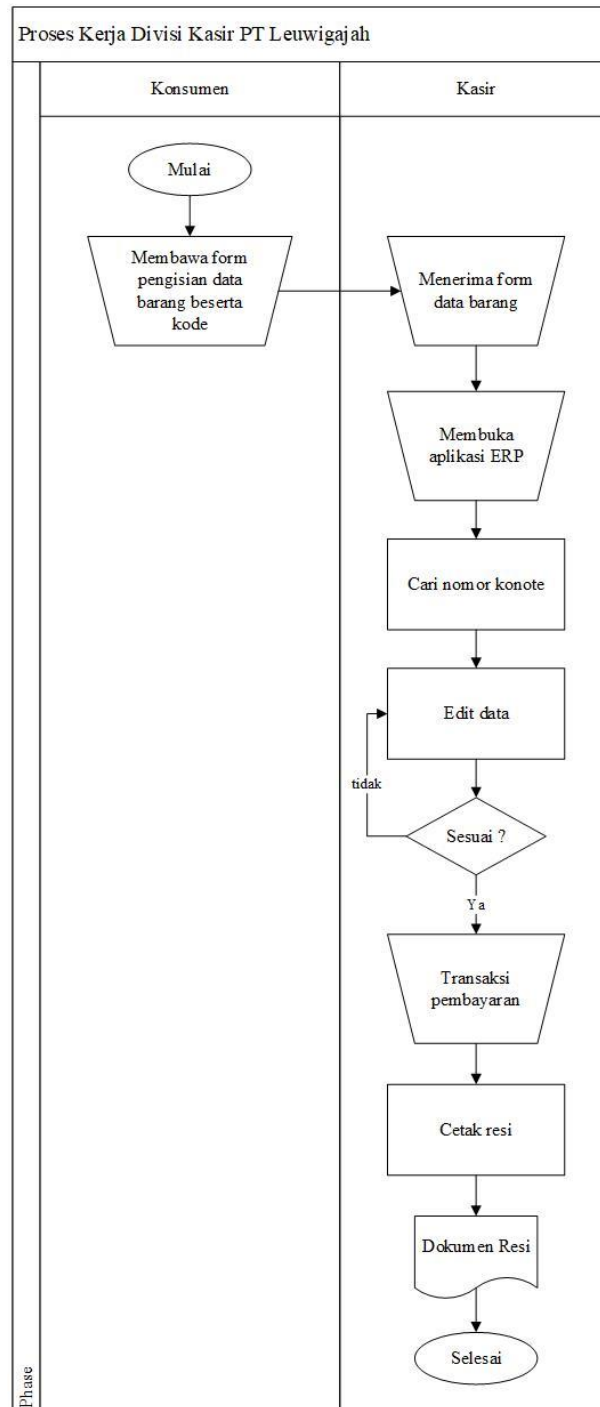 Proses Kerja Divisi Kasir PT Leuwigajah
Konsumen
Kasir
Mulai
Membawa form
pengisian data
barang beserta
kode
Menerima form
data barang
Membuka
aplikasi ERP
Cari nomor konote
Edit data
tidak
Sesuai ?
Ya
Transaksi
pembayaran
Cetak resi
Dokumen Resi
Selesai
Phase